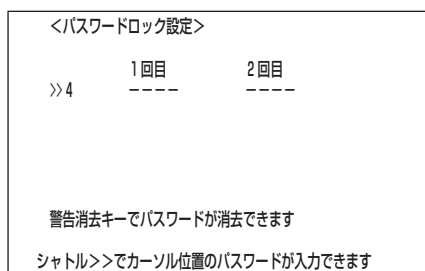 ＜パスワードロック設定＞
1回目 2回目
≫4 ---- ----
警告消去キーでパスワードが消去できます
シャトル＞＞でカーソル位置のパスワードが入力できます